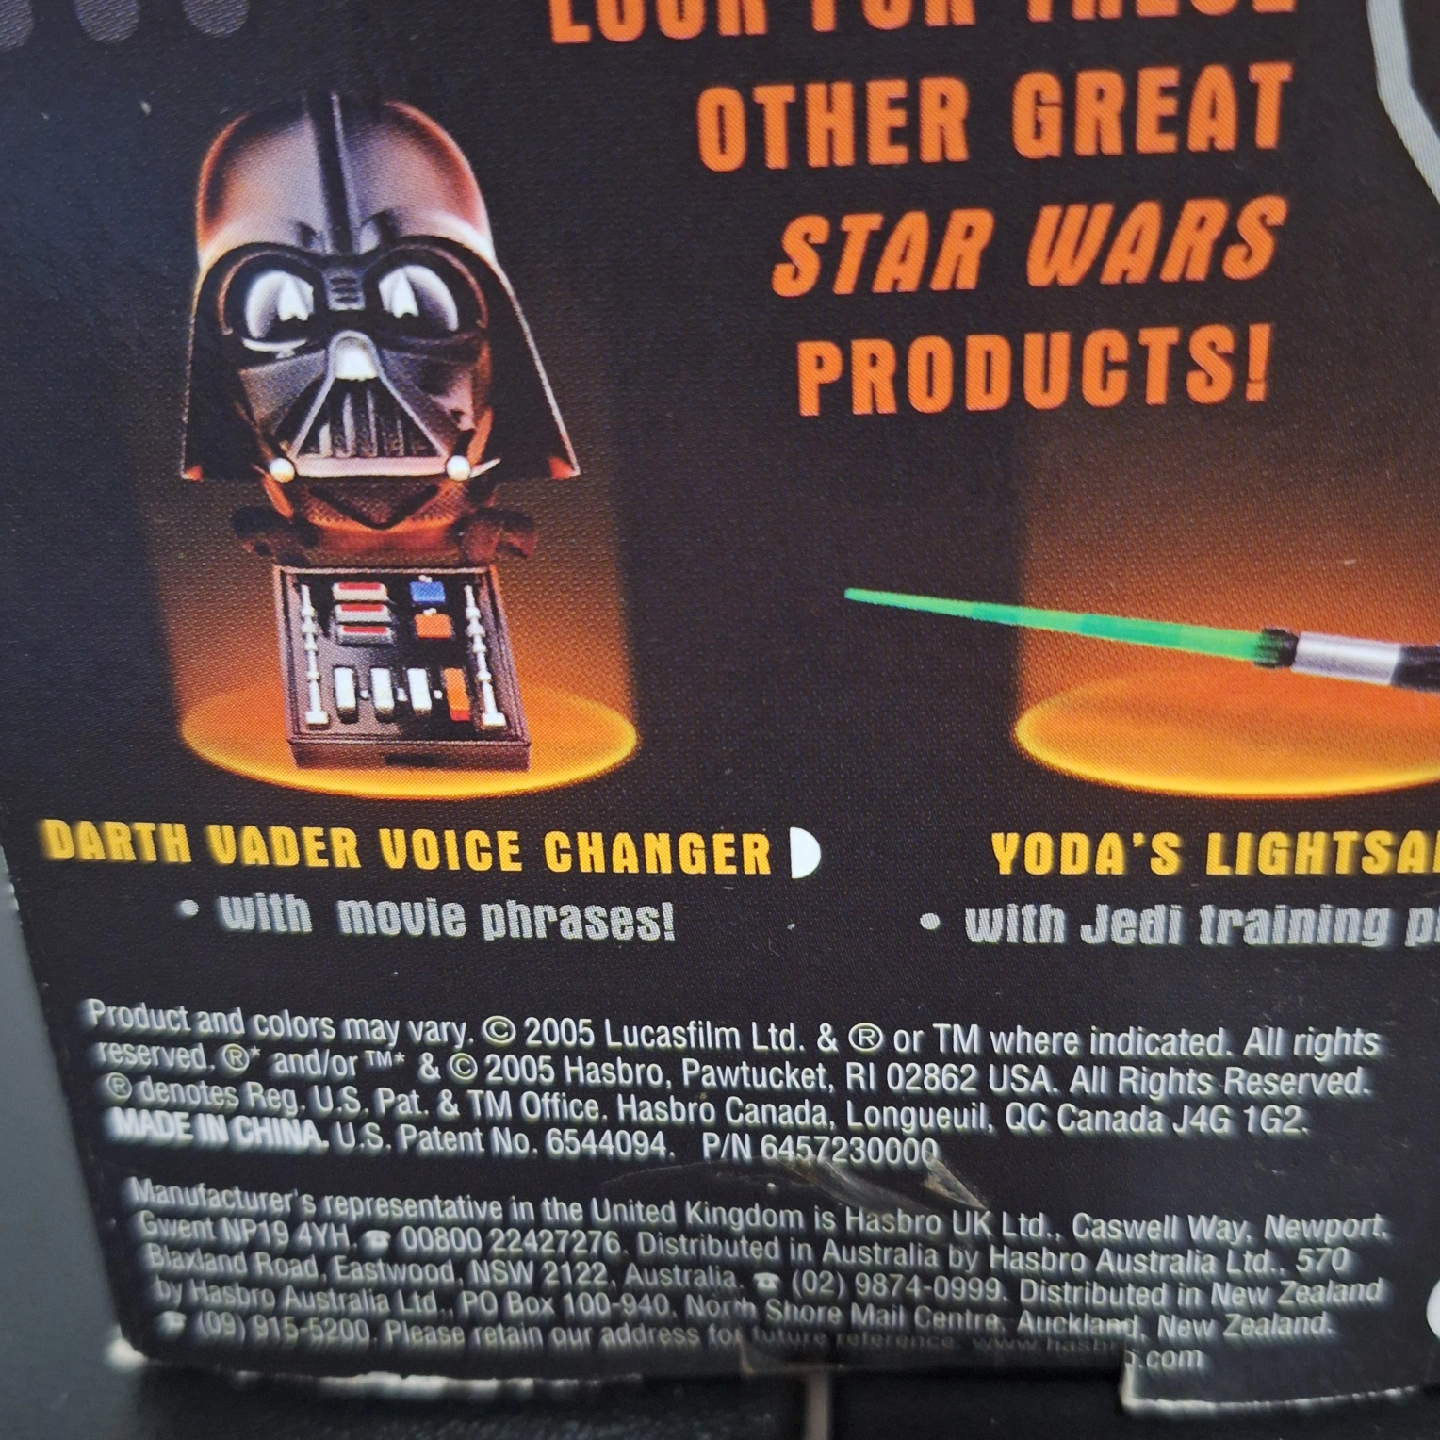 LOOK FOR THESE
OTHER GREAT
STAR WARS
PRODUCTS!
DARTH VADER VOICE CHANGER
• with movie phrases!
YODA'S
• with Jedi training
Product and colors may vary. © 2005 Lucasfilm Ltd. & ® or TM where indicated. All rights
reserved. ®* and/or ™* & © 2005 Hasbro, Pawtucket, RI 02862 USA. All Rights Reserved.
® denotes Reg. U.S. Pat. & TM Office. Hasbro Canada, Longueuil, QC Canada J4G 1G2.
MADE IN CHINA. U.S. Patent No. 6544094. P/N 6457230000
Manufacturer's representative in the United Kingdom is Hasbro UK Ltd., Caswell Way, Newport,
Gwent NP19 4YH. ☎ 00800 22427276. Distributed in Australia by Hasbro Australia Ltd., 570
Blaxland Road, Eastwood, NSW 2122, Australia. ☎ (02) 9874-0999. Distributed in New Zealand
by Hasbro Australia Ltd., PO Box 100-940, North Shore Mail Centre, Auckland, New Zealand.
☎ (09) 915-5200. Please retain our address for future reference.